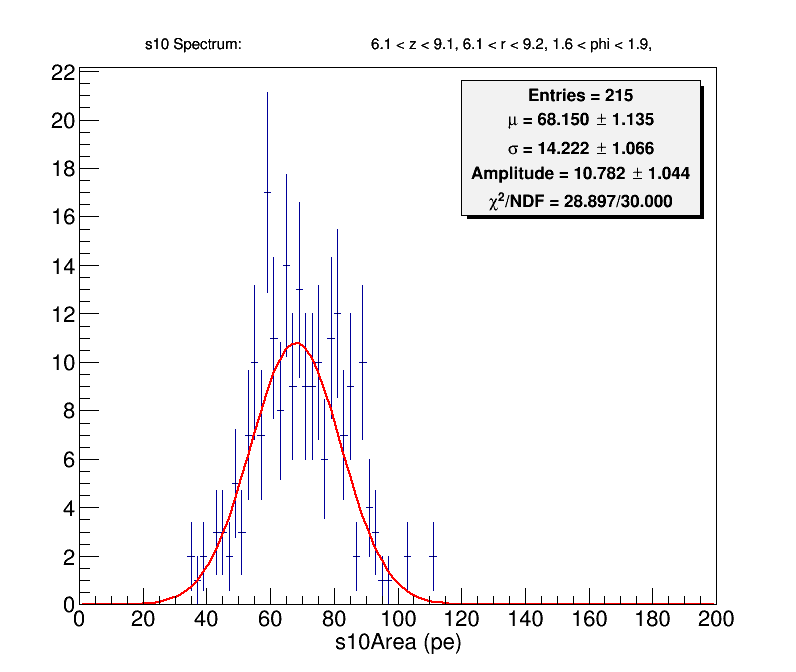 s10 Spectrum: 6.1 < z < 9.1, 6.1 < r < 9.2, 1.6 < phi < 1.9,
Entries = 215
μ = 68.150 ± 1.135
σ = 14.222 ± 1.066
Amplitude = 10.782 ± 1.044
χ²/NDF = 28.897/30.000
22
20
18
16
14
12
10
8
6
4
2
0
0 20 40 60 80 100 120 140 160 180 200
s10Area (pe)